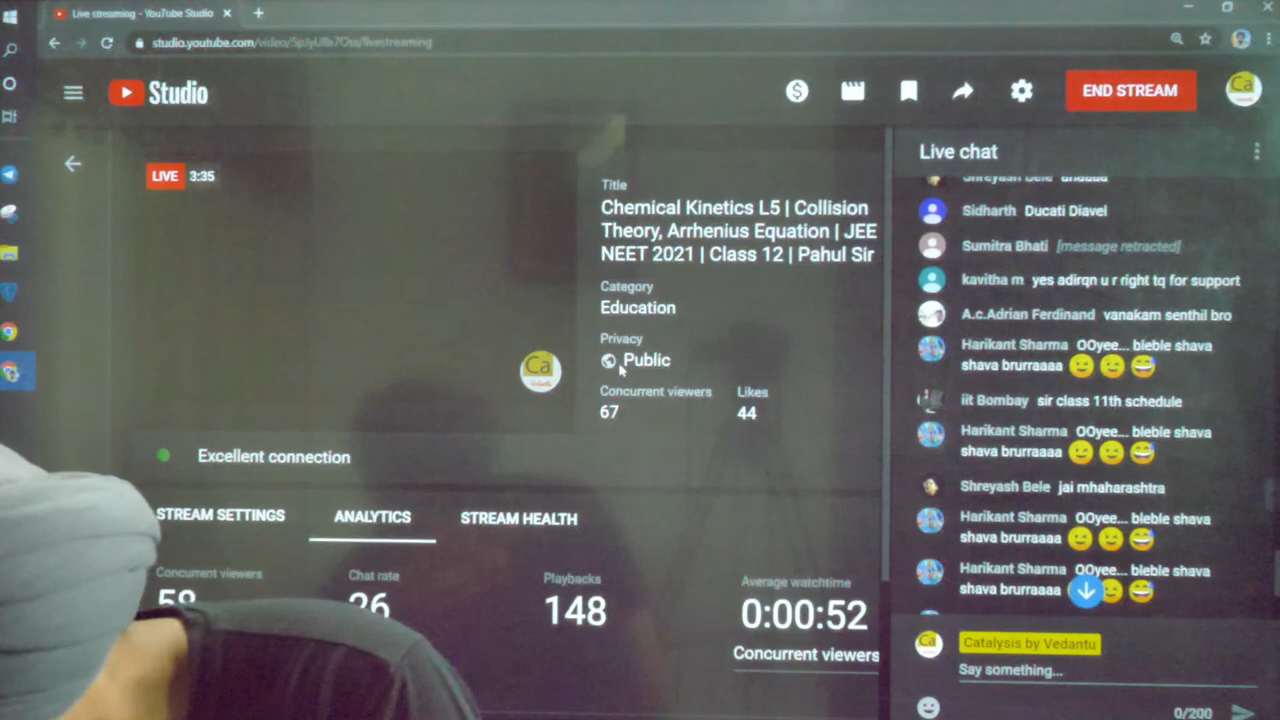 Live streaming - YouTube Studio
studio.youtube.com/video/
Studio
END STREAM
Ca
LIVE 3:35
Title
Chemical Kinetics L5 | Collision
Theory, Arrhenius Equation | JEE
NEET 2021 | Class 12 | Pahul Sir
Category
Education
Privacy
Public
Concurrent viewers
67
Likes
44
Ca
Excellent connection
STREAM SETTINGS
ANALYTICS
STREAM HEALTH
Concurrent viewers
58
Chat rate
26
Playbacks
148
Average watchtime
0:00:52
Concurrent viewers
Live chat
Shreyash Bele
Sidharth Ducati Diavel
Sumitra Bhati [message retracted]
kavitha m yes adirqn u r right tq for support
A.c.Adrian Ferdinand vanakam senthil bro
Harikant Sharma OOyee... bleble shava
shava brurraaaa
iit Bombay sir class 11th schedule
Harikant Sharma OOyee... bleble shava
shava brurraaaa
Shreyash Bele jai mhaharashtra
Harikant Sharma OOyee... bleble shava
shava brurraaaa
Harikant Sharma OOyee... bleble shava
shava brurraaaa
Catalysis by Vedantu
Say something...
0/200